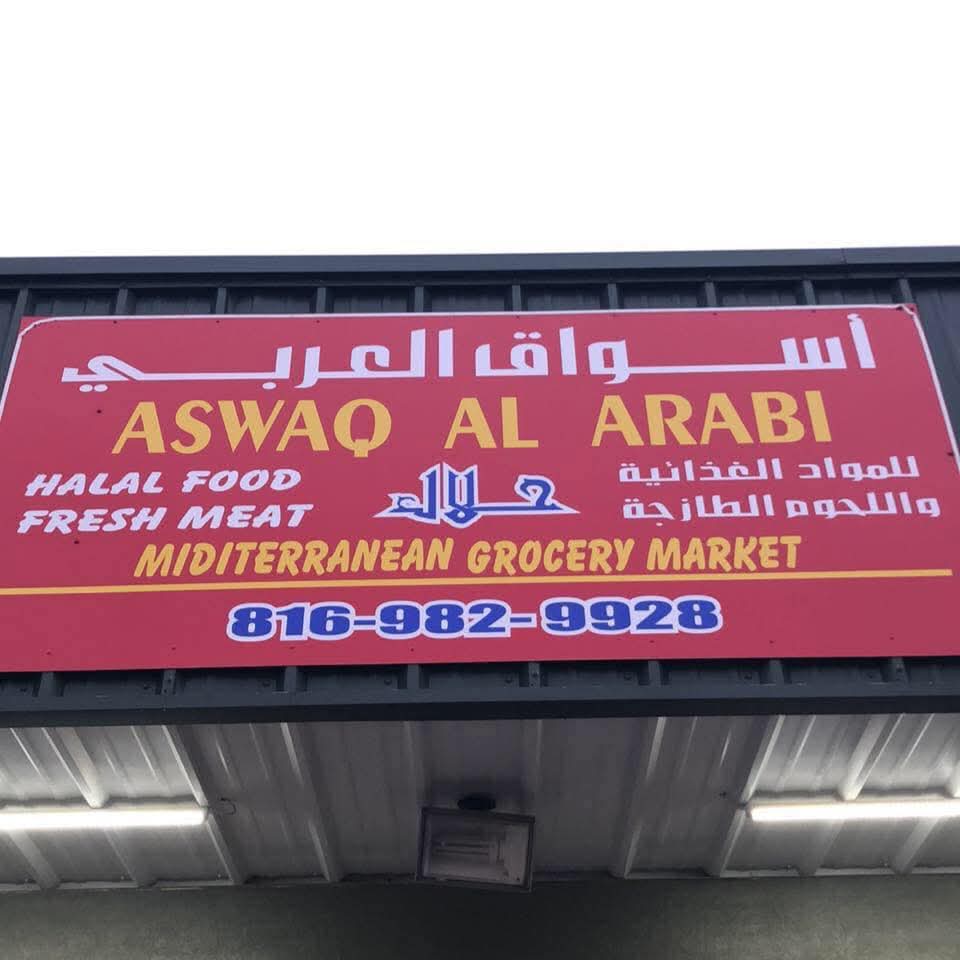 أسواق العربي
ASWAQ AL ARABI
HALAL FOOD
FRESH MEAT
حلال
للمواد الغذائية
واللحوم الطازجة
MIDITERRANEAN GROCERY MARKET
816-982-9928